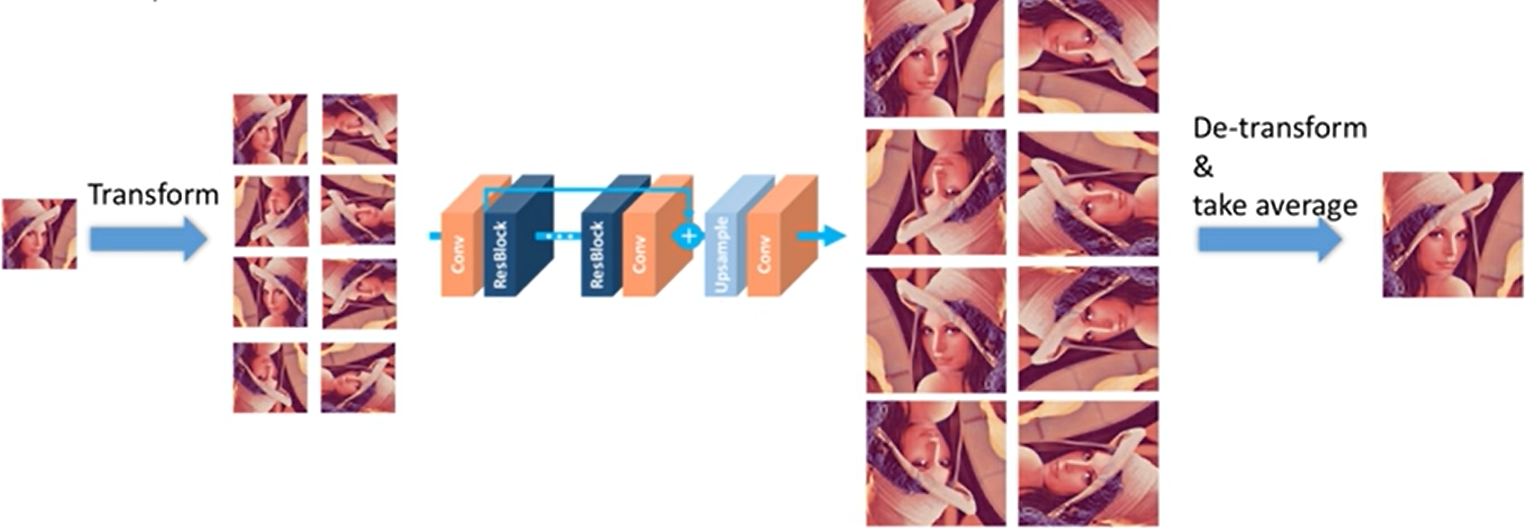 Transform
Conv
ResBlock
ResBlock
Conv
+
Upsample
Conv
De-transform
&
take average